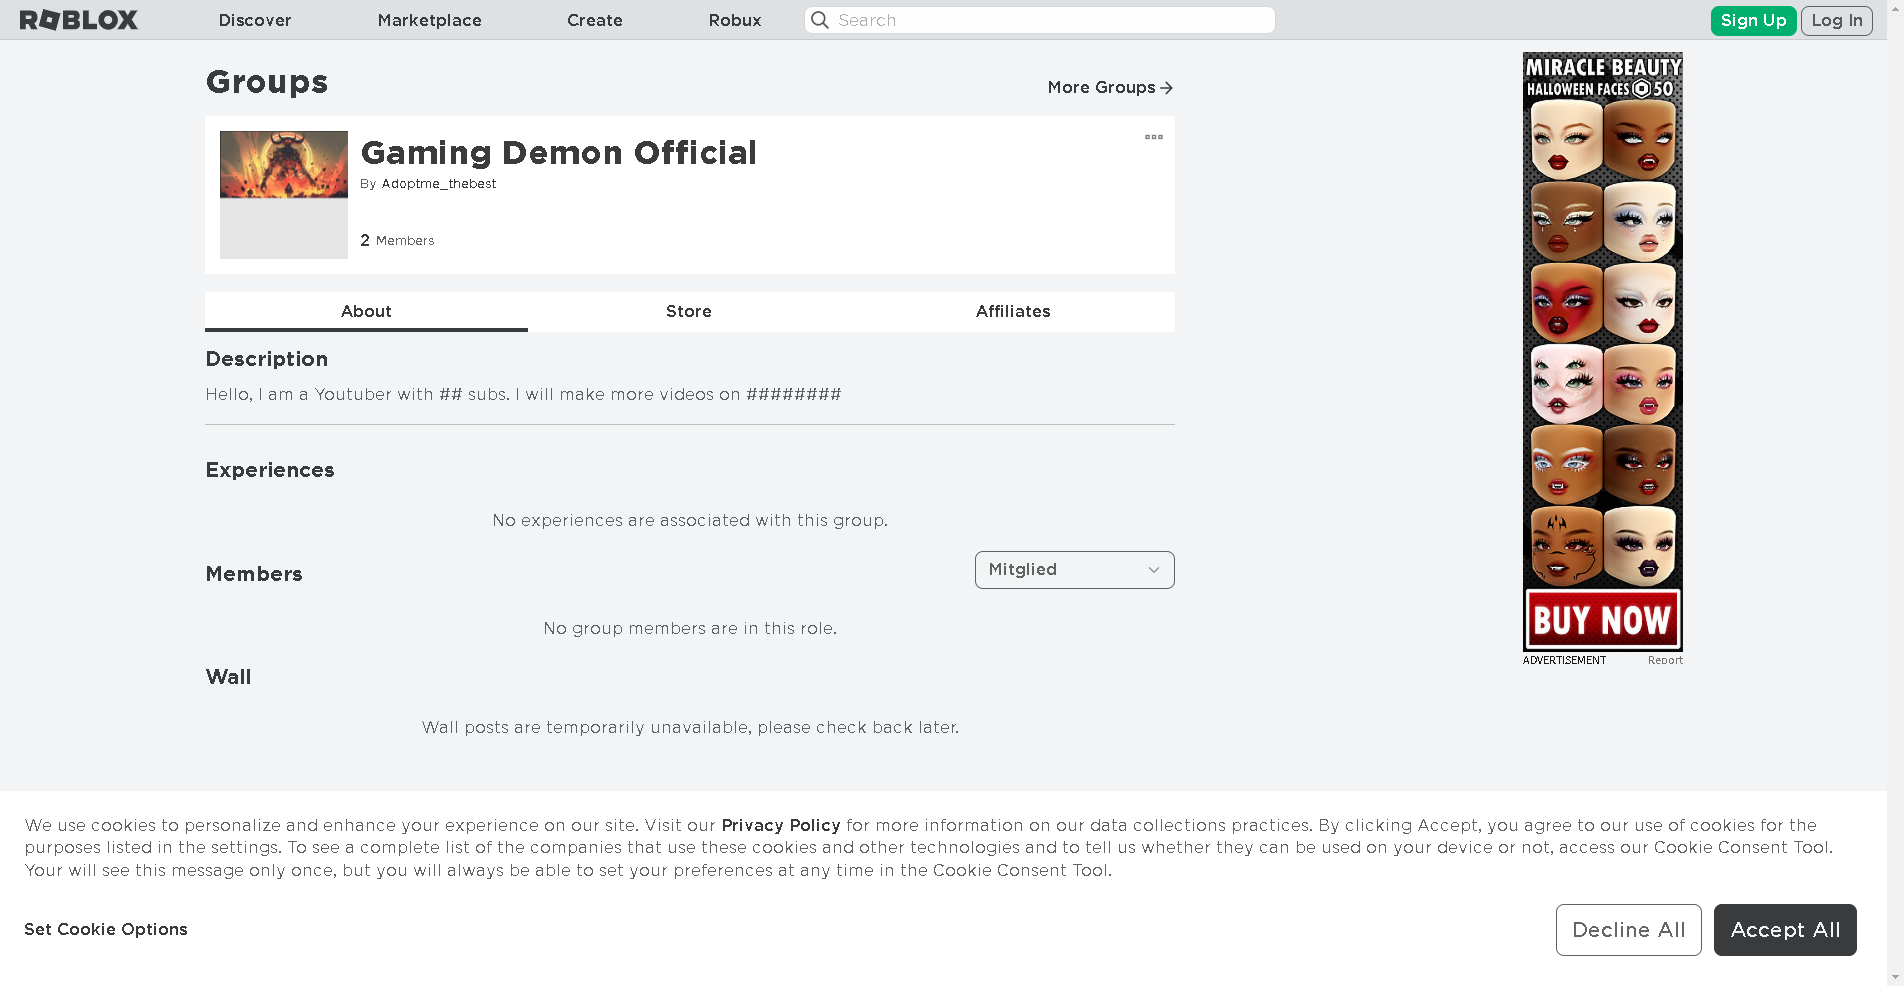 ROBLOX
Discover
Marketplace
Create
Robux
Search
Sign Up
Log In
Groups
More Groups
Gaming Demon Official
By Adoptme_thebest
2 Members
About
Store
Affiliates
Description
Hello, I am a Youtuber with ## subs. I will make more videos on ########
Experiences
No experiences are associated with this group.
Members
Mitglied
No group members are in this role.
Wall
Wall posts are temporarily unavailable, please check back later.
MIRACLE BEAUTY
HALLOWEEN FACES 50
BUY NOW
ADVERTISEMENT
Report
We use cookies to personalize and enhance your experience on our site. Visit our Privacy Policy for more information on our data collections practices. By clicking Accept, you agree to our use of cookies for the
purposes listed in the settings. To see a complete list of the companies that use these cookies and other technologies and to tell us whether they can be used on your device or not, access our Cookie Consent Tool.
Your will see this message only once, but you will always be able to set your preferences at any time in the Cookie Consent Tool.
Set Cookie Options
Decline All
Accept All